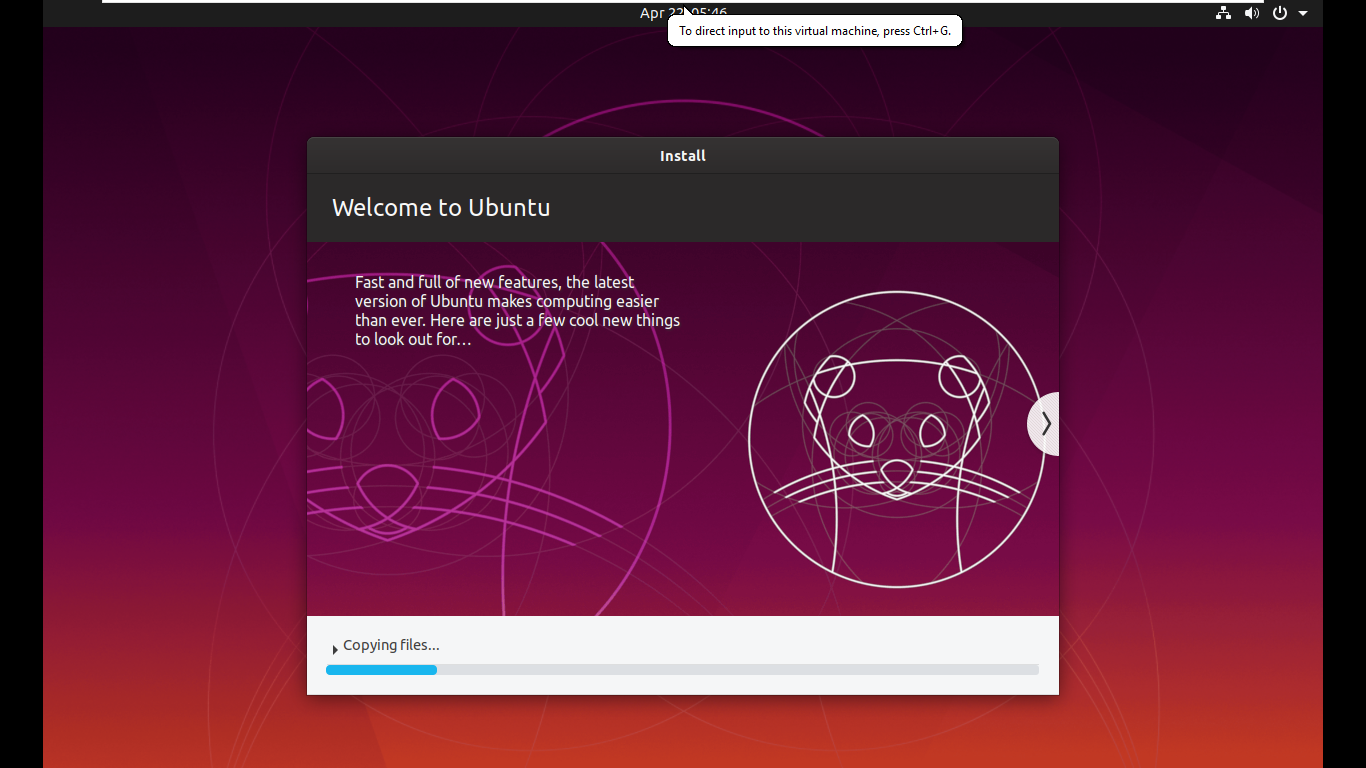 Apr 22, 05:46
To direct input to this virtual machine, press Ctrl+G.
Install
Welcome to Ubuntu
Fast and full of new features, the latest
version of Ubuntu makes computing easier
than ever. Here are just a few cool new things
to look out for…
Copying files...